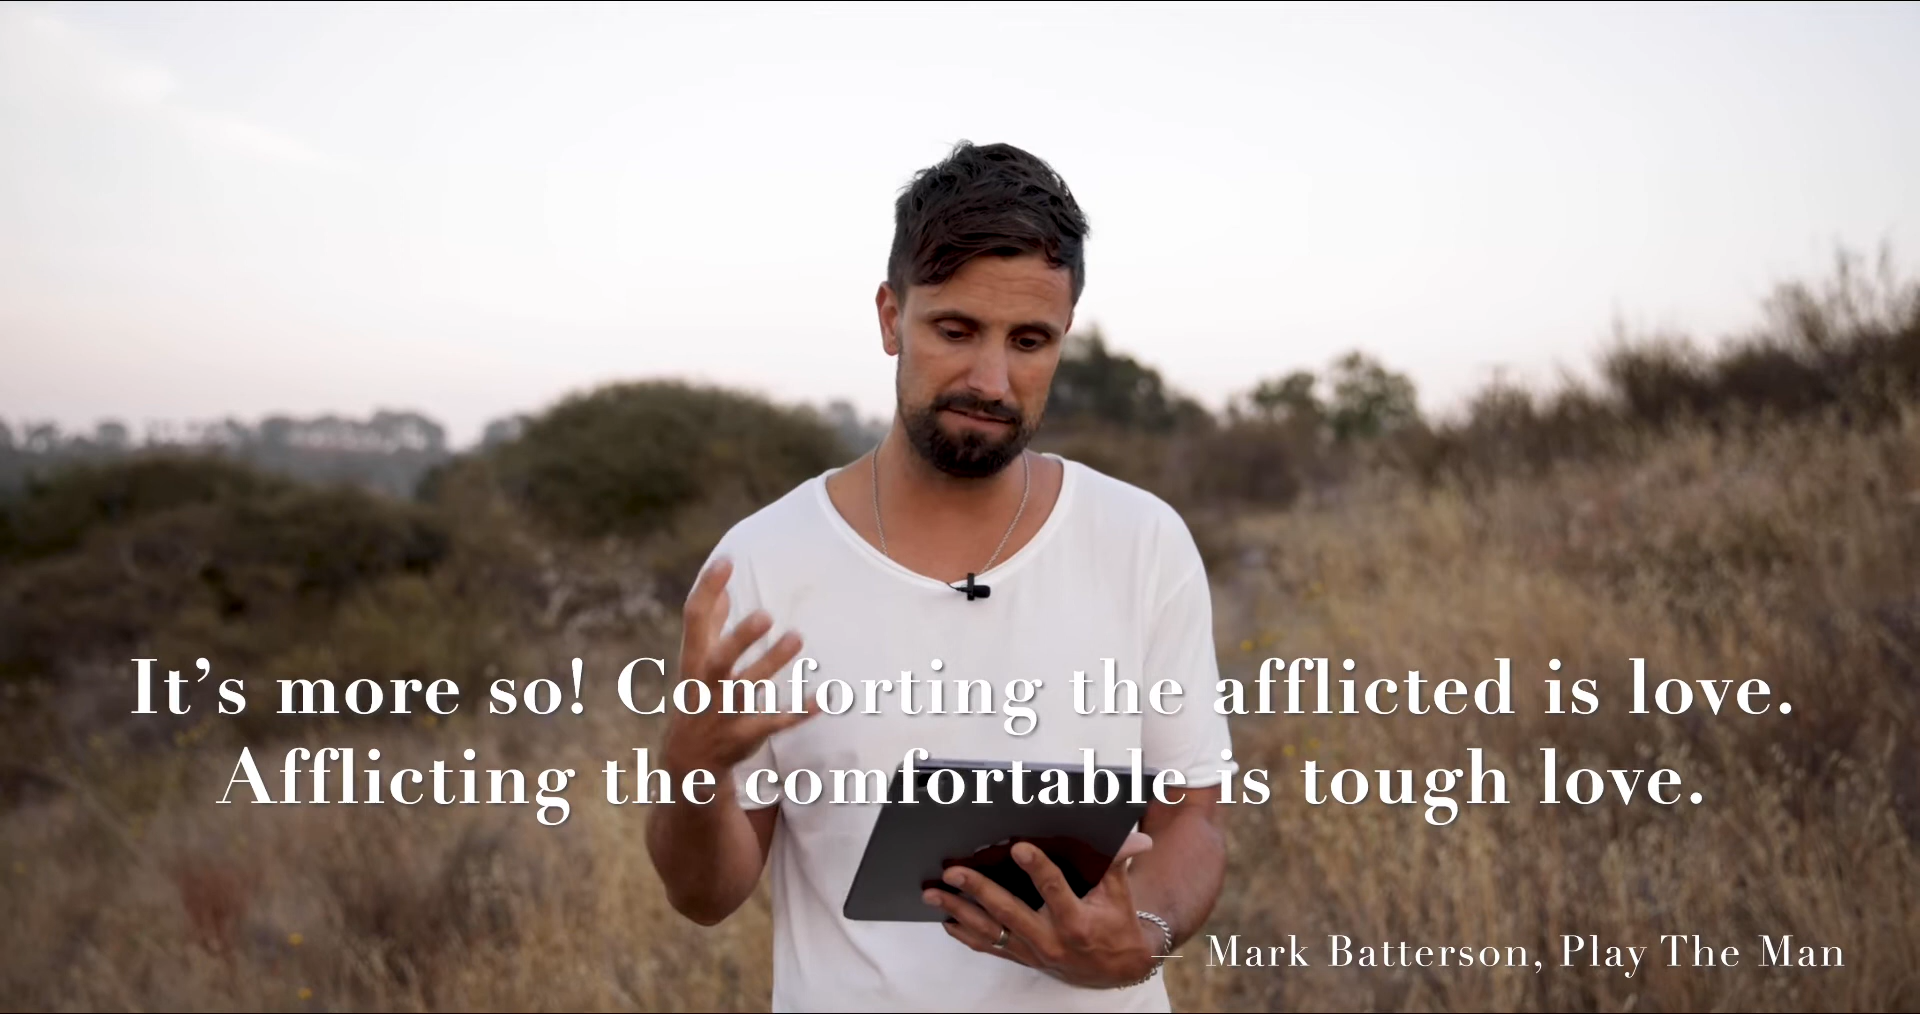 It’s more so! Comforting the afflicted is love.
Afflicting the comfortable is tough love.
— Mark Batterson, Play The Man